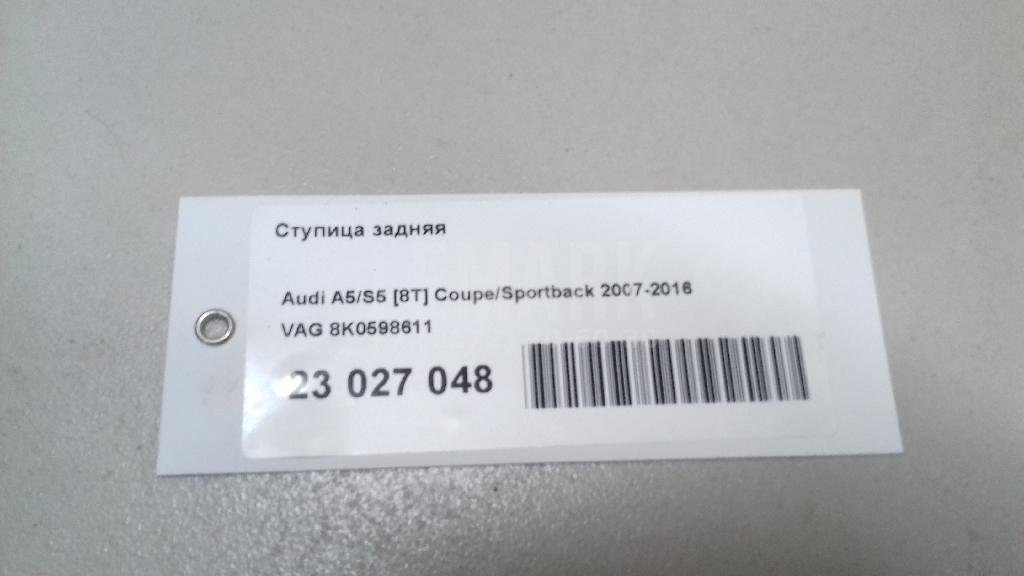 Ступица задняя
Audi A5/S5 [8T] Coupe/Sportback 2007-2016
VAG 8K0598611
23 027 048